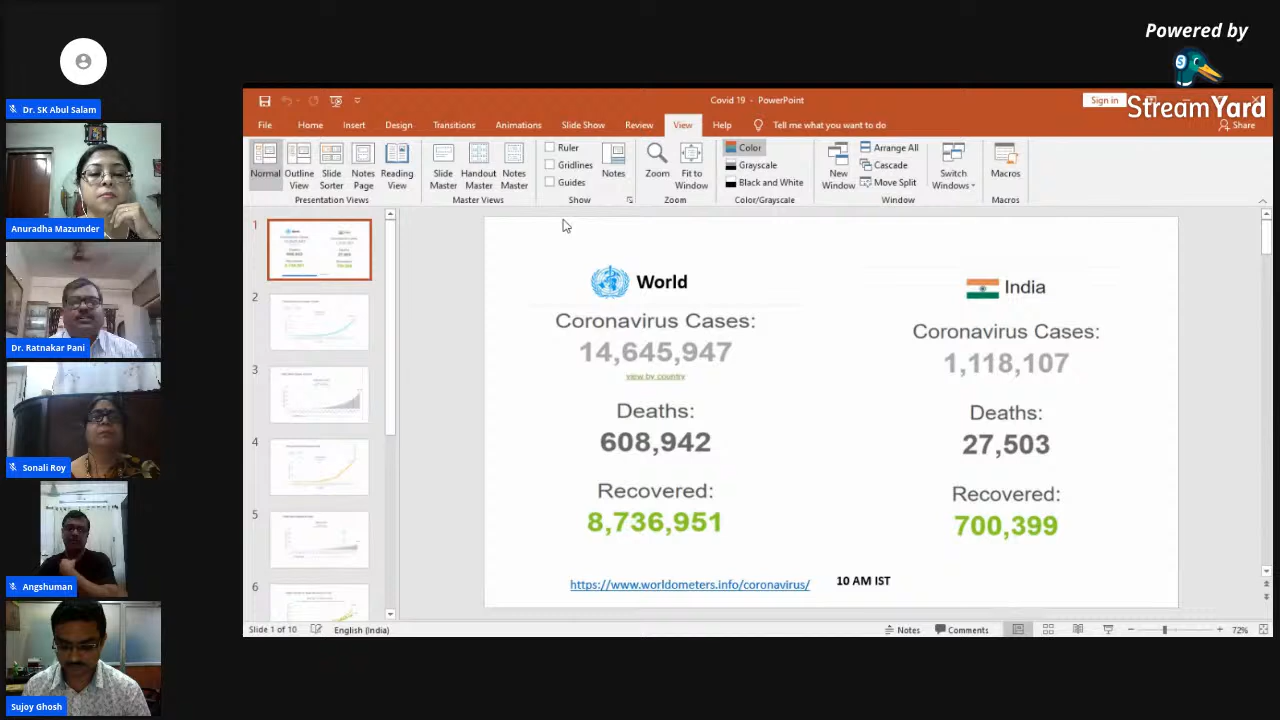 Powered by
StreamYard
Dr. SK Abul Salam
Anuradha Mazumder
Dr. Ratnakar Pani
Sonali Roy
Angshuman
Sujoy Ghosh
Covid 19 - PowerPoint
Sign in
File Home Insert Design Transitions Animations Slide Show Review View Help Tell me what you want to do
Share
Normal
Outline View
Slide Sorter
Notes Page
Reading View
Presentation Views
Slide Master
Handout Master
Notes Master
Master Views
Ruler
Gridlines
Guides
Notes
Show
Zoom
Fit to Window
Zoom
Color
Grayscale
Black and White
Color/Grayscale
New Window
Arrange All
Cascade
Move Split
Switch Windows
Window
Macros
Macros
1
2
3
4
5
6
World
Coronavirus Cases:
14,645,947
view by country
Deaths:
608,942
Recovered:
8,736,951
India
Coronavirus Cases:
1,118,107
Deaths:
27,503
Recovered:
700,399
https://www.worldometers.info/coronavirus/
10 AM IST
Slide 1 of 10
English (India)
Notes
Comments
72%